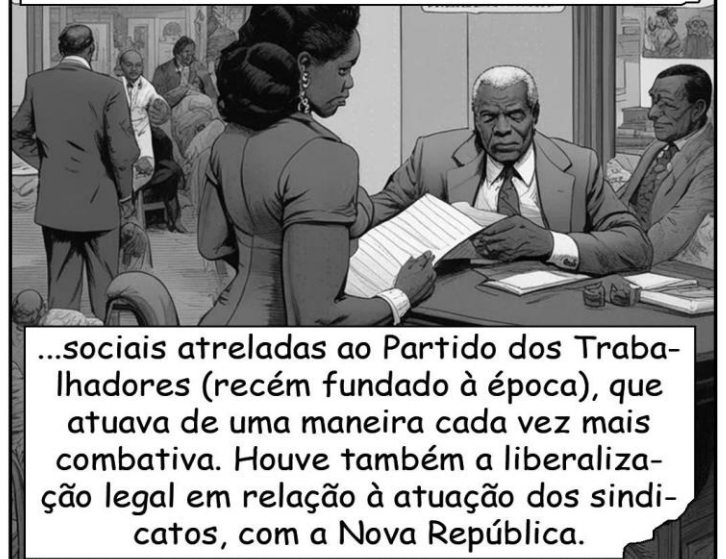 ...sociais atreladas ao Partido dos Traba-
lhadores (recém fundado à época), que
atuava de uma maneira cada vez mais
combativa. Houve também a liberaliza-
ção legal em relação à atuação dos sindi-
catos, com a Nova República.